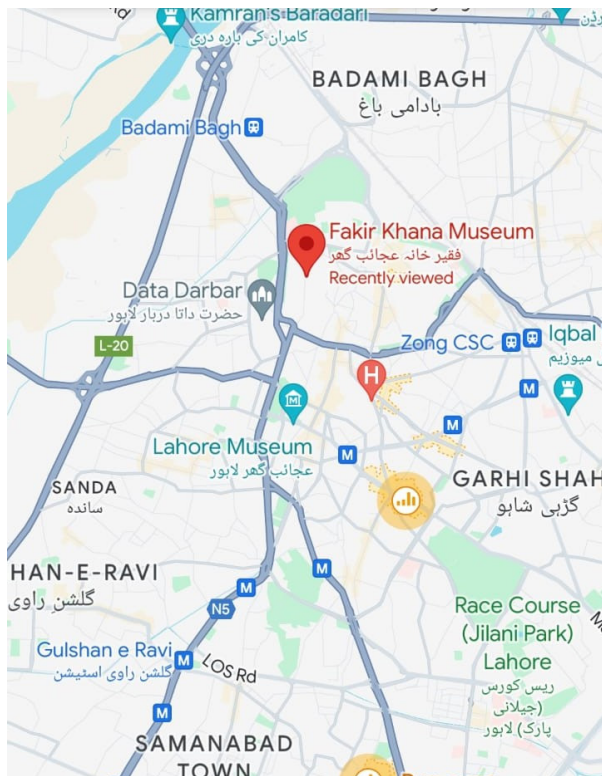 Kamran's Baradari
کامران کی بارہ دری
BADAMI BAGH
بادامی باغ
Badami Bagh
Fakir Khana Museum
فقیر خانہ عجائب گھر
Recently viewed
Data Darbar
حضرت داتا دربار لاہور
L-20
Zong CSC
Iqbal
میوزیم
H
M
Lahore Museum
عجائب گھر لاہور
M
M
M
SANDA
ساندہ
GARHI SHAH
گڑہی شاہو
HAN-E-RAVI
گلشن راوی
M
M
N5
Race Course
(Jilani Park)
Lahore
ریس کورس
(جیلانی
پارک) لاہور
Gulshan e Ravi
گلشن راوی اسٹیشن
M
LOS Rd
M
SAMANABAD
TOWN